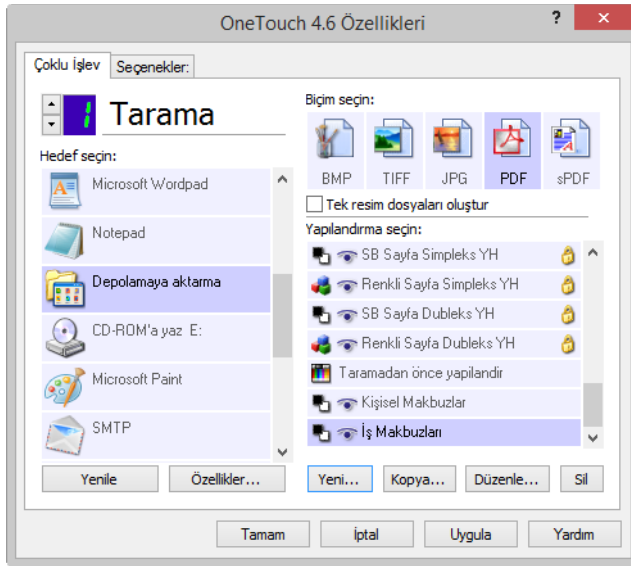 OneTouch 4.6 Özellikleri
Çoklu İşlev
Seçenekler:
1 Tarama
Hedef seçin:
Microsoft Wordpad
Notepad
Depolamaya aktarma
CD-ROM'a yaz E:
Microsoft Paint
SMTP
Yenile
Özellikler...
Biçim seçin:
BMP
TIFF
JPG
PDF
sPDF
Tek resim dosyaları oluştur
Yapılandırma seçin:
SB Sayfa Simpleks YH
Renkli Sayfa Simpleks YH
SB Sayfa Dubleks YH
Renkli Sayfa Dubleks YH
Taramadan önce yapilandir
Kişisel Makbuzlar
İş Makbuzları
Yeni...
Kopya...
Düzenle...
Sil
Tamam
İptal
Uygula
Yardım